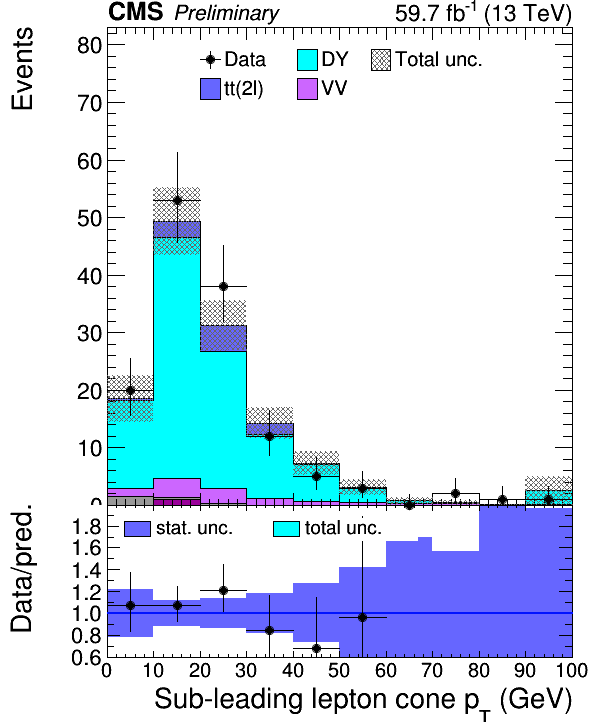 CMS Preliminary 59.7 fb⁻¹ (13 TeV)
Events
Data DY Total unc.
tt(2l) VV
80
70
60
50
40
30
20
10
0
Data/pred.
stat. unc. total unc.
1.8
1.6
1.4
1.2
1.0
0.8
0.6
0 10 20 30 40 50 60 70 80 90 100
Sub-leading lepton cone p_T (GeV)